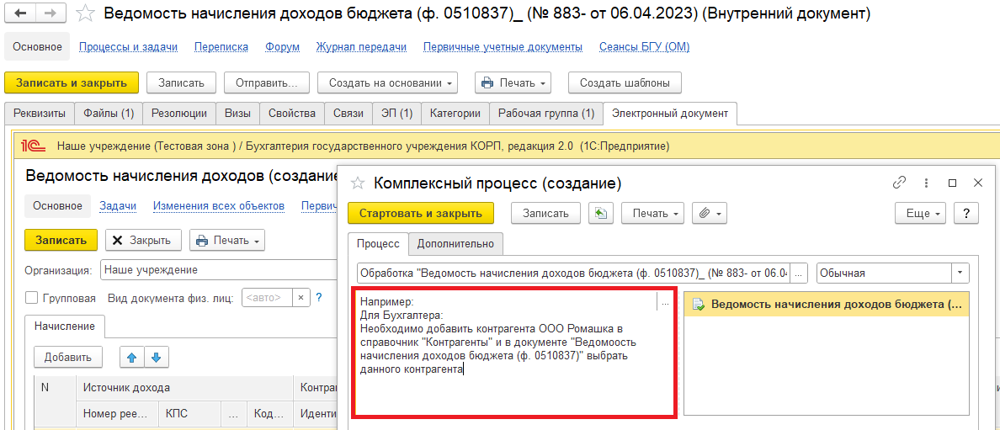 Ведомость начисления доходов бюджета (ф. 0510837)_ (№ 883- от 06.04.2023) (Внутренний документ)
Основное Процессы и задачи Переписка Форум Журнал передачи Первичные учетные документы Сеансы БГУ (ОМ)
Записать и закрыть Записать Отправить... Создать на основании Печать Создать шаблоны
Реквизиты Файлы (1) Резолюции Визы Свойства Связи ЭП (1) Категории Рабочая группа (1) Электронный документ
1С Наше учреждение (Тестовая зона ) / Бухгалтерия государственного учреждения КОРП, редакция 2.0 (1С:Предприятие)
Ведомость начисления доходов (создание
Основное Задачи Изменения всех объектов Первич
Записать Закрыть Печать
Организация: Наше учреждение
Групповая Вид документа физ. лиц: <авто> × ?
Начисление
Добавить
N Источник дохода Контра
Номер рее... КПС ... Код... Иденти
Комплексный процесс (создание)
Стартовать и закрыть Записать Печать Еще ?
Процесс Дополнительно
Обработка "Ведомость начисления доходов бюджета (ф. 0510837)_ (№ 883- от 06.04 ... Обычная
Например: ...
Для Бухгалтера:
Необходимо добавить контрагента ООО Ромашка в
справочник "Контрагенты" и в документе "Ведомоость
начисления доходов бюджета (ф. 0510837)" выбрать
данного контрагента
Ведомость начисления доходов бюджета (...